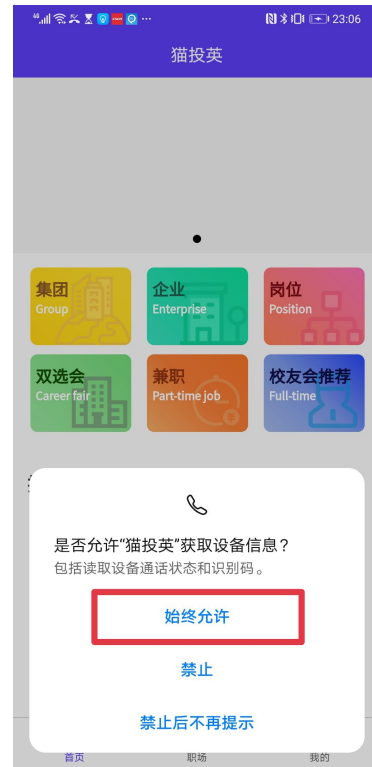 23:06
猫投英
集团
Group
企业
Enterprise
岗位
Position
双选会
Career fair
兼职
Part-time job
校友会推荐
Full-time
是否允许“猫投英”获取设备信息？
包括读取设备通话状态和识别码。
始终允许
禁止
禁止后不再提示
首页
职场
我的